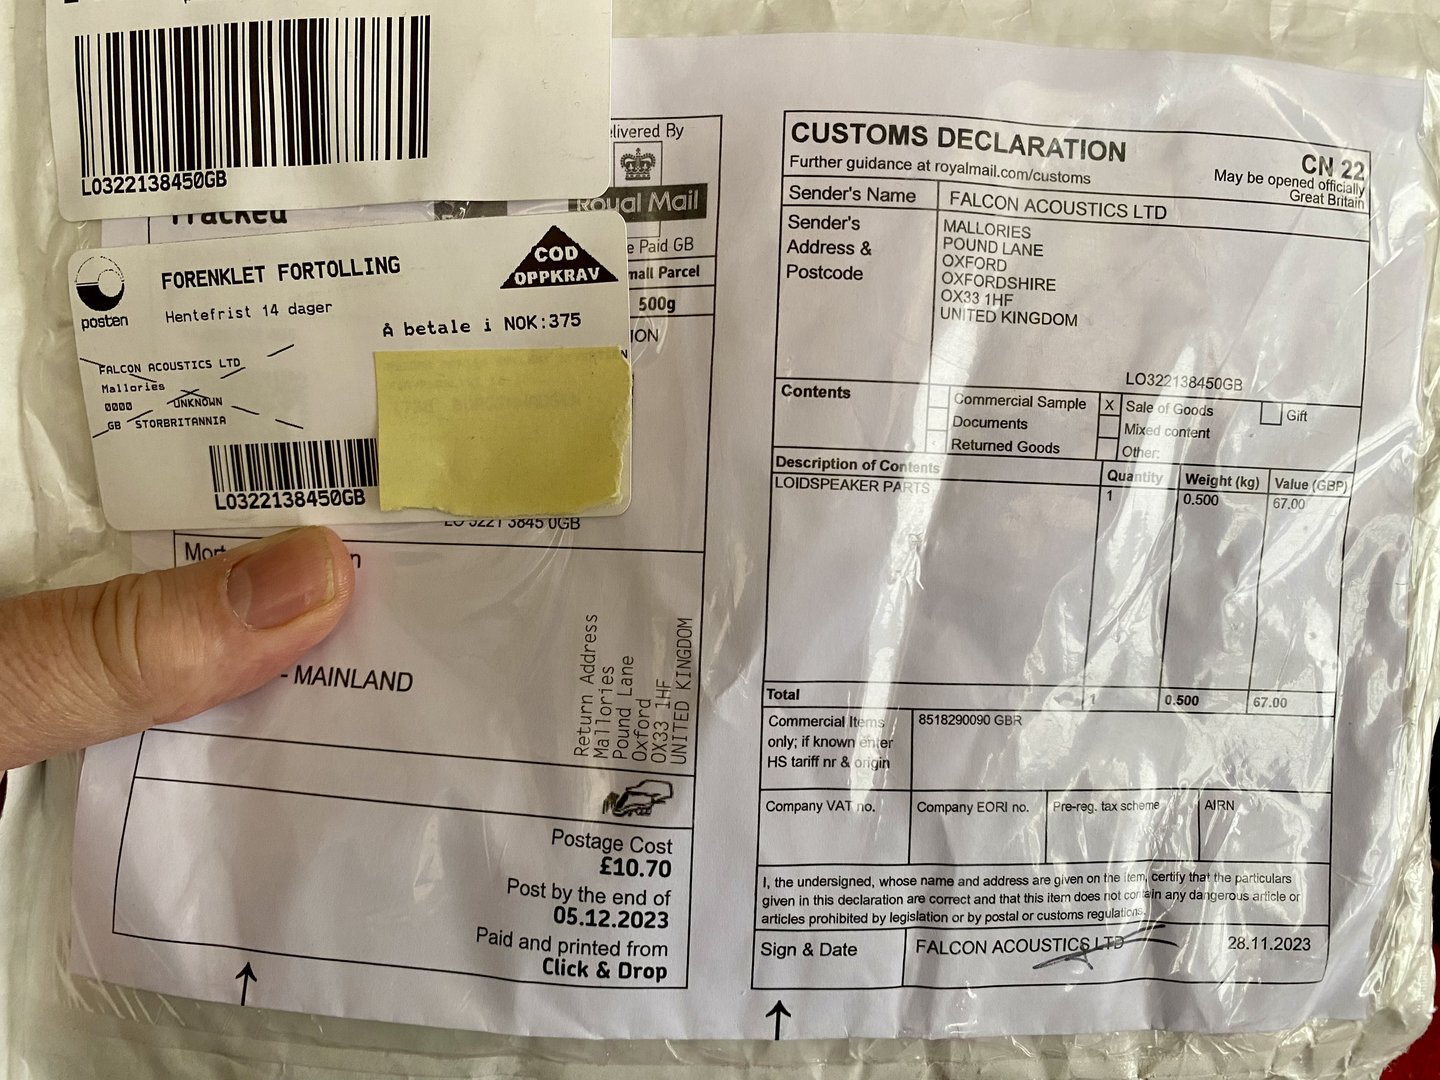 LO322138450GB
Tracked
Delivered By
Royal Mail
Paid GB
Small Parcel
500g
posten
FORENKLET FORTOLLING
COD
OPPKRAV
Hentefrist 14 dager
Å betale i NOK:375
FALCON ACOUSTICS LTD
Mallories
0000 UNKNOWN
GB STORBRITANNIA
LO322138450GB
LO 3221 3845 0GB
- MAINLAND
Return Address
Mallories
Pound Lane
Oxford
OX33 1HF
UNITED KINGDOM
Postage Cost
£10.70
Post by the end of
05.12.2023
Paid and printed from
Click & Drop
CUSTOMS DECLARATION
CN 22
Further guidance at royalmail.com/customs
May be opened officially
Great Britain
Sender's Name
FALCON ACOUSTICS LTD
Sender's
Address &
Postcode
MALLORIES
POUND LANE
OXFORD
OXFORDSHIRE
OX33 1HF
UNITED KINGDOM
LO322138450GB
Contents
Commercial Sample
X Sale of Goods
Gift
Documents
Mixed content
Returned Goods
Other:
Description of Contents
Quantity
Weight (kg)
Value (GBP)
LOIDSPEAKER PARTS
1
0.500
67.00
Total
1
0.500
67.00
Commercial Items
only; if known enter
HS tariff nr & origin
8518290090 GBR
Company VAT no.
Company EORI no.
Pre-reg. tax scheme
AIRN
I, the undersigned, whose name and address are given on the item, certify that the particulars
given in this declaration are correct and that this item does not contain any dangerous article or
articles prohibited by legislation or by postal or customs regulations.
Sign & Date
FALCON ACOUSTICS LTD
28.11.2023